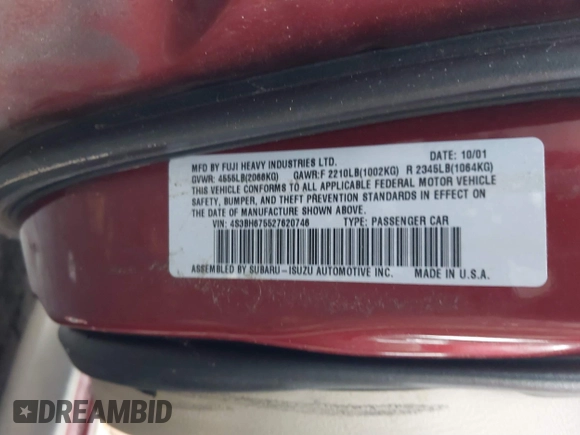 MFD BY FUJI HEAVY INDUSTRIES LTD. DATE: 10/01
GVWR: 4555LB(2066KG) GAWR:F 2210LB(1002KG) R 2345LB(1064KG)
THIS VEHICLE CONFORMS TO ALL APPLICABLE FEDERAL MOTOR VEHICLE
SAFETY, BUMPER, AND THEFT PREVENTION STANDARDS IN EFFECT ON
THE DATE OF MANUFACTURE SHOWN ABOVE.
VIN: 4S3BH675527620746 TYPE: PASSENGER CAR
ASSEMBLED BY SUBARU-ISUZU AUTOMOTIVE INC. MADE IN U.S.A.
DREAMBID